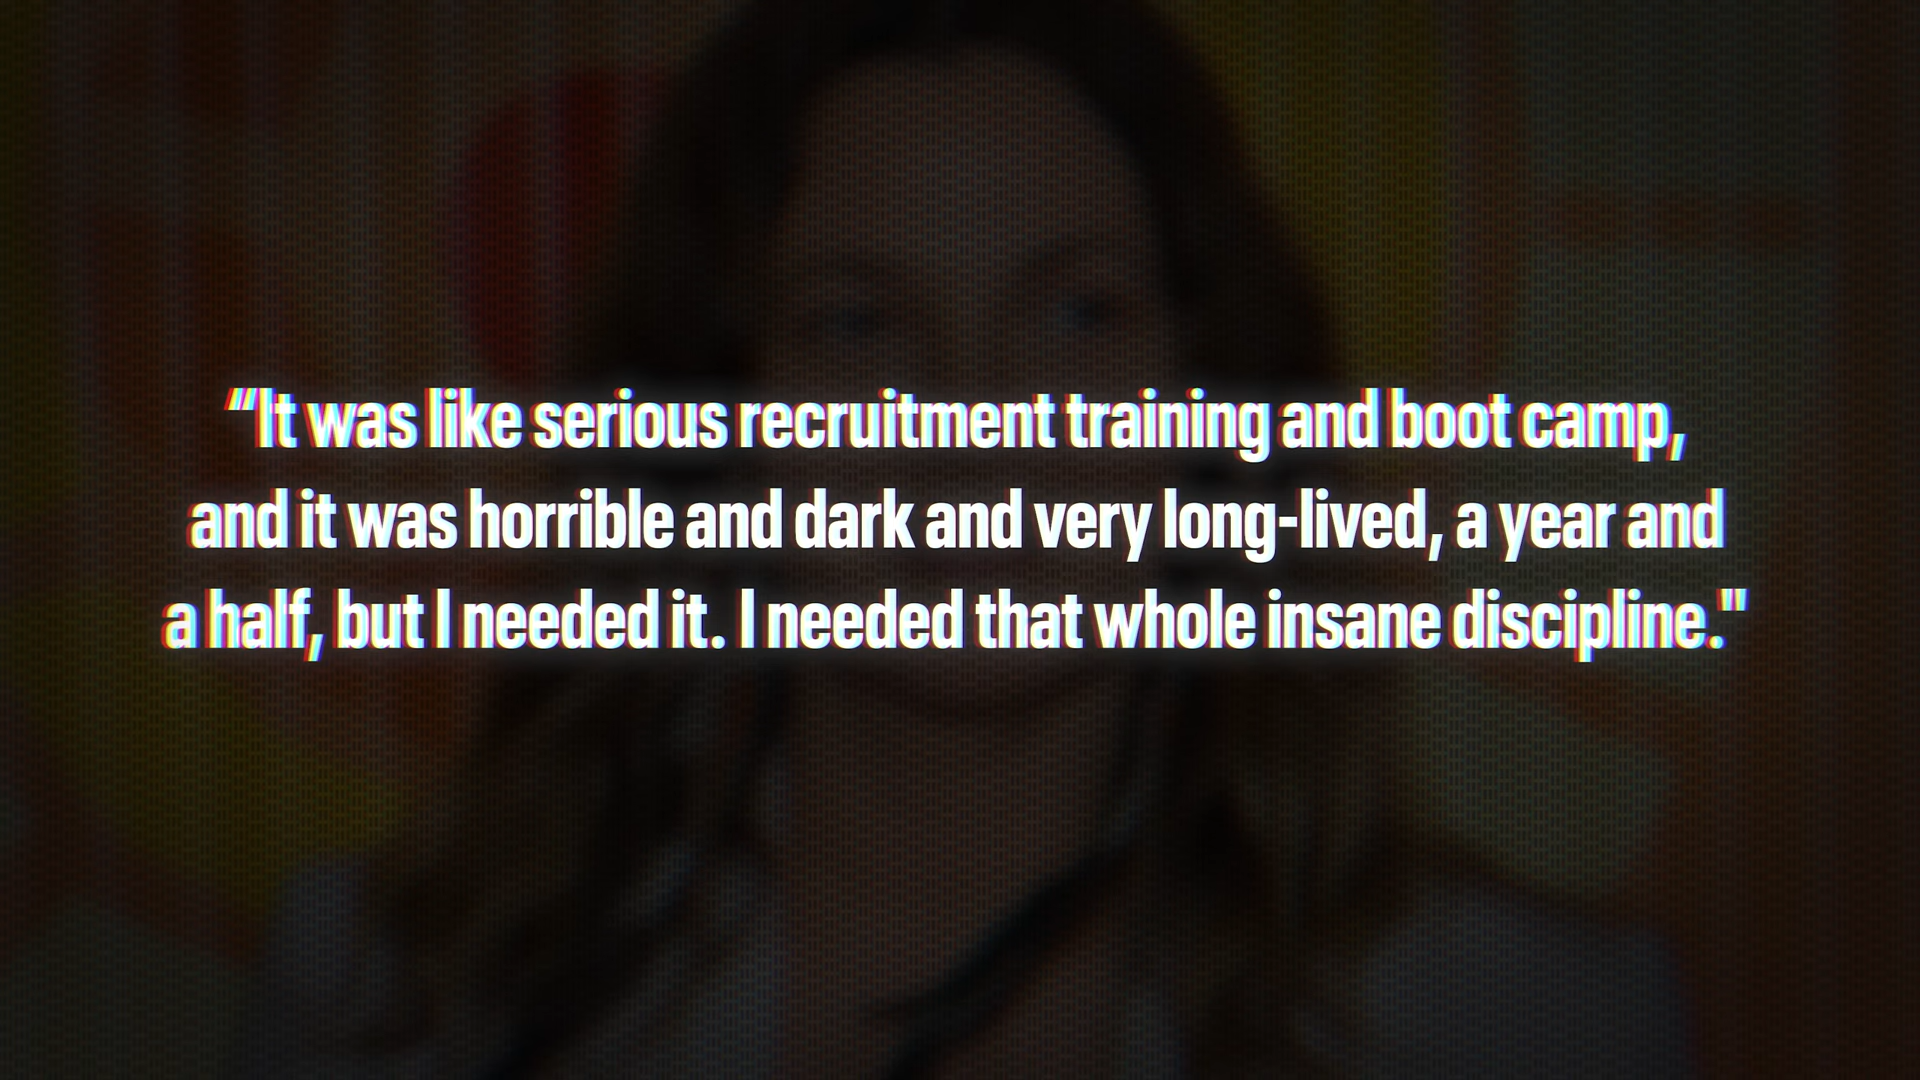 “It was like serious recruitment training and boot camp,
and it was horrible and dark and very long-lived, a year and
a half, but I needed it. I needed that whole insane discipline."